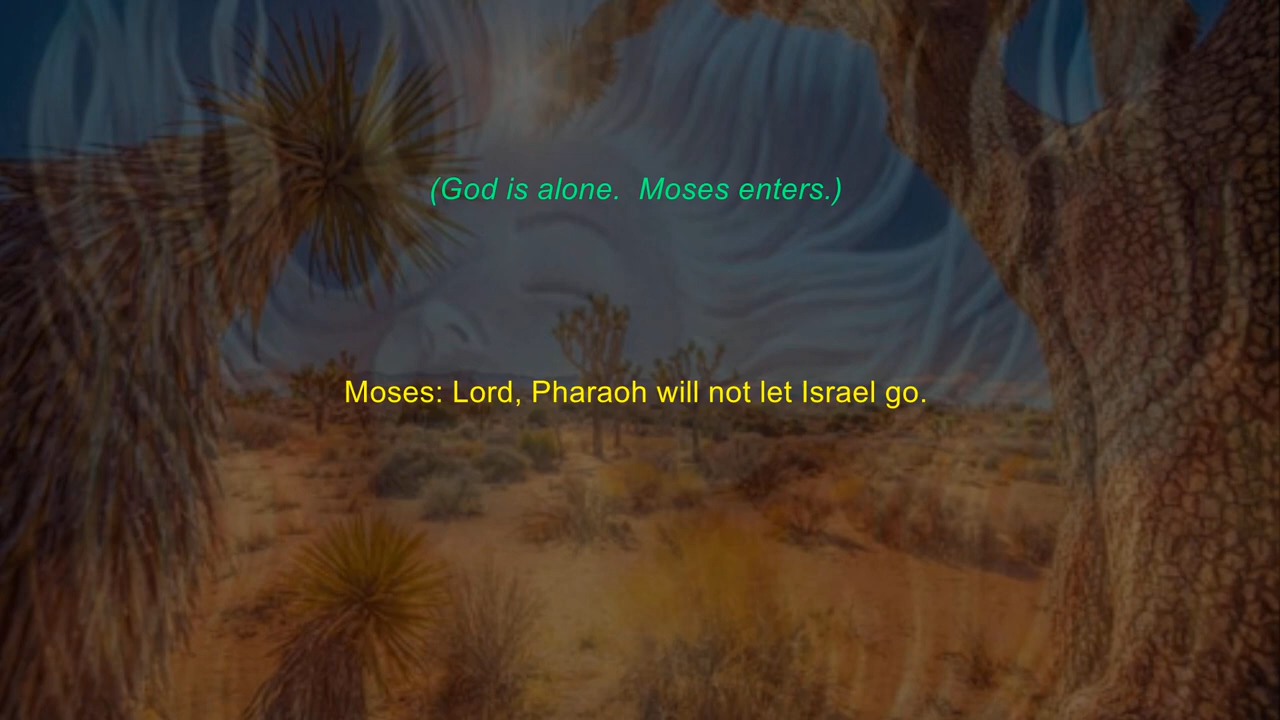 (God is alone.  Moses enters.)
Moses: Lord, Pharaoh will not let Israel go.